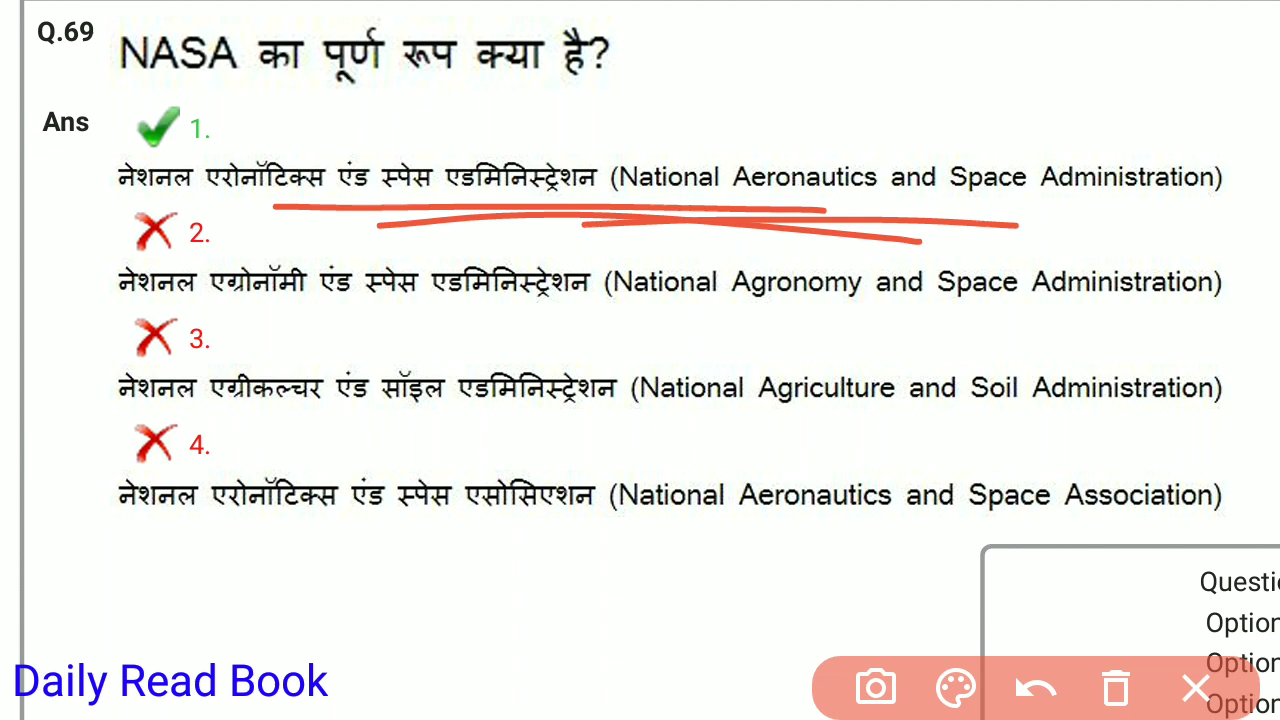 Q.69 NASA का पूर्ण रूप क्या है?
Ans 1.
नेशनल एरोनॉटिक्स एंड स्पेस एडमिनिस्ट्रेशन (National Aeronautics and Space Administration)
2.
नेशनल एग्रोनॉमी एंड स्पेस एडमिनिस्ट्रेशन (National Agronomy and Space Administration)
3.
नेशनल एग्रीकल्चर एंड सॉइल एडमिनिस्ट्रेशन (National Agriculture and Soil Administration)
4.
नेशनल एरोनॉटिक्स एंड स्पेस एसोसिएशन (National Aeronautics and Space Association)
Daily Read Book